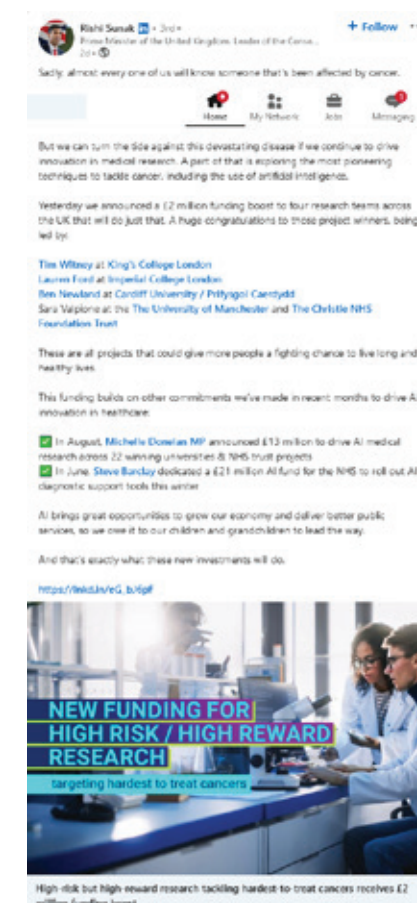 Rishi Sunak in • 3rd+
Prime Minister of the United Kingdom. Leader of the Conse...
2d •
+ Follow
Sadly, almost every one of us will know someone that's been affected by cancer.
Home My Network Jobs Messaging
But we can turn the tide against this devastating disease if we continue to drive
innovation in medical research. A part of that is exploring the most pioneering
techniques to tackle cancer, including the use of artificial intelligence.
Yesterday we announced a £2 million funding boost to four research teams across
the UK that will do just that. A huge congratulations to those project winners, being
led by:
Tim Witney at King's College London
Lauren Ford at Imperial College London
Ben Newland at Cardiff University / Prifysgol Caerdydd
Sara Valpione at the The University of Manchester and The Christie NHS
Foundation Trust
These are all projects that could give more people a fighting chance to live long and
healthy lives.
This funding builds on other commitments we've made in recent months to drive AI
innovation in healthcare:
✅ In August, Michelle Donelan MP announced £13 million to drive AI medical
research across 22 winning universities & NHS trust projects
✅ In June, Steve Barclay dedicated a £21 million AI fund for the NHS to roll out AI
diagnostic support tools this winter
AI brings great opportunities to grow our economy and deliver better public
services, so we owe it to our children and grandchildren to lead the way.
And that's exactly what these new investments will do.
NEW FUNDING FOR
HIGH RISK / HIGH REWARD
RESEARCH
targeting hardest to treat cancers
High-risk but high-reward research tackling hardest-to-treat cancers receives £2
million funding boost